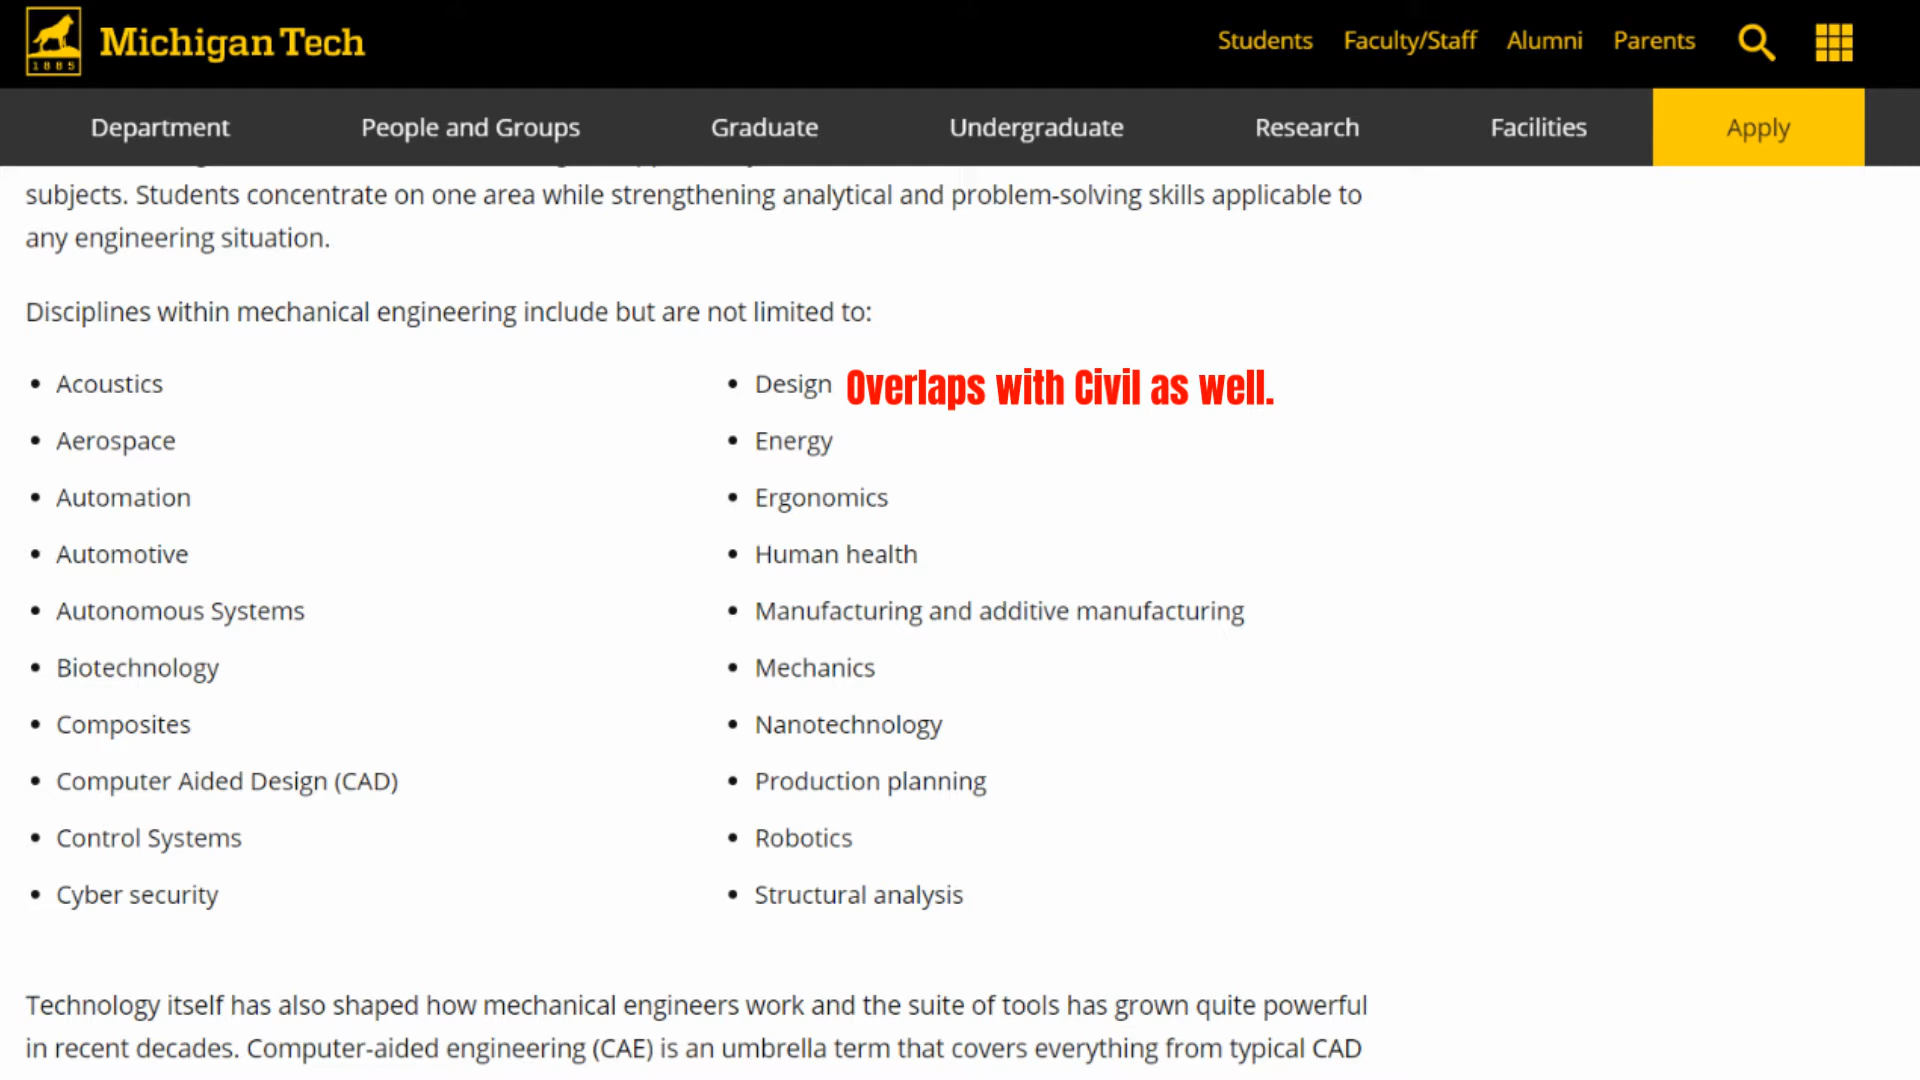 1885
Michigan Tech
Students Faculty/Staff Alumni Parents
Department People and Groups Graduate Undergraduate Research Facilities Apply
subjects. Students concentrate on one area while strengthening analytical and problem-solving skills applicable to
any engineering situation.
Disciplines within mechanical engineering include but are not limited to:
• Acoustics
• Aerospace
• Automation
• Automotive
• Autonomous Systems
• Biotechnology
• Composites
• Computer Aided Design (CAD)
• Control Systems
• Cyber security
• Design Overlaps with Civil as well.
• Energy
• Ergonomics
• Human health
• Manufacturing and additive manufacturing
• Mechanics
• Nanotechnology
• Production planning
• Robotics
• Structural analysis
Technology itself has also shaped how mechanical engineers work and the suite of tools has grown quite powerful
in recent decades. Computer-aided engineering (CAE) is an umbrella term that covers everything from typical CAD